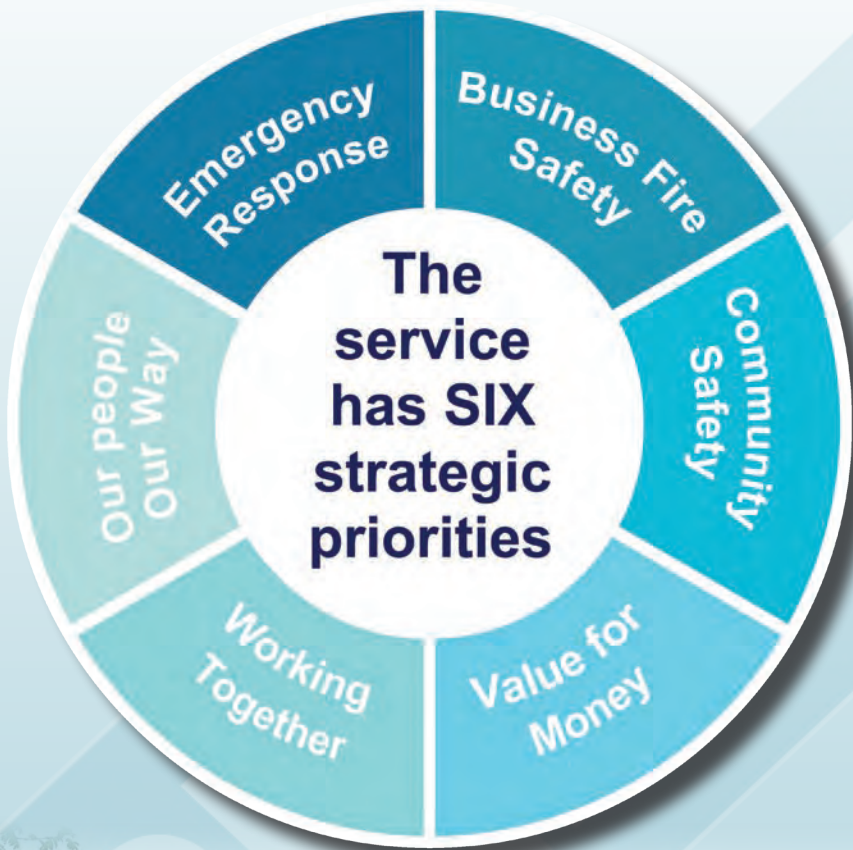 The
service
has SIX
strategic
priorities
Emergency
Response
Business Fire
Safety
Community
Safety
Value for
Money
Working
Together
Our people
Our Way